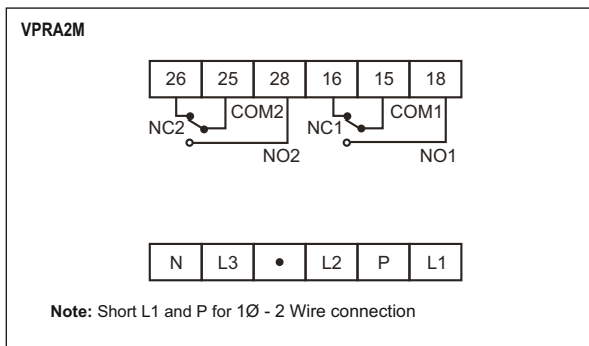 VPRA2M
26 25 28 16 15 18
COM2 COM1
NC2 NC1
NO2 NO1
N L3 • L2 P L1
Note: Short L1 and P for 1Ø - 2 Wire connection